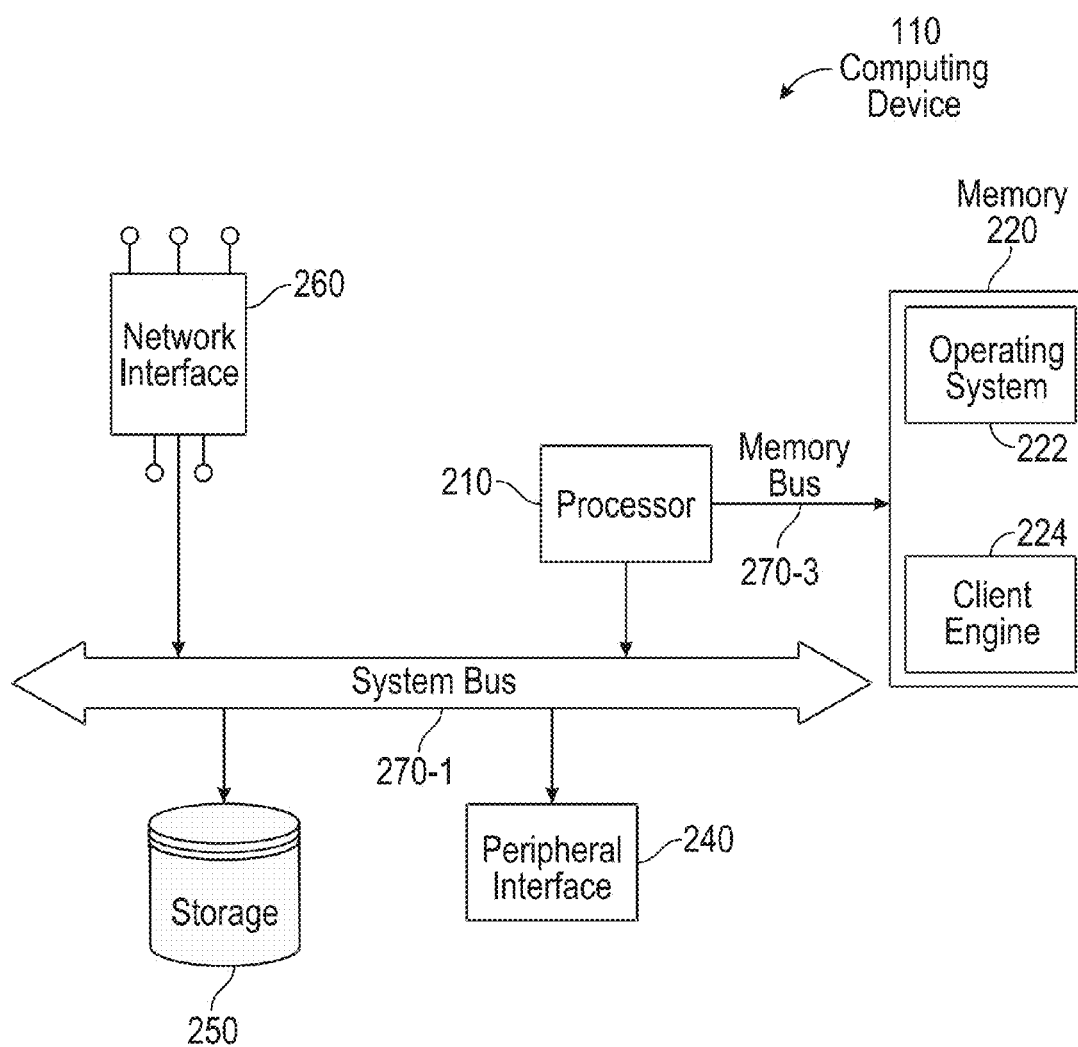 110
Computing
Device
Memory
220
260
Network
Interface
Operating
System
222
210
Processor
Memory
Bus
270-3
224
Client
Engine
System Bus
270-1
Storage
250
Peripheral
Interface
240